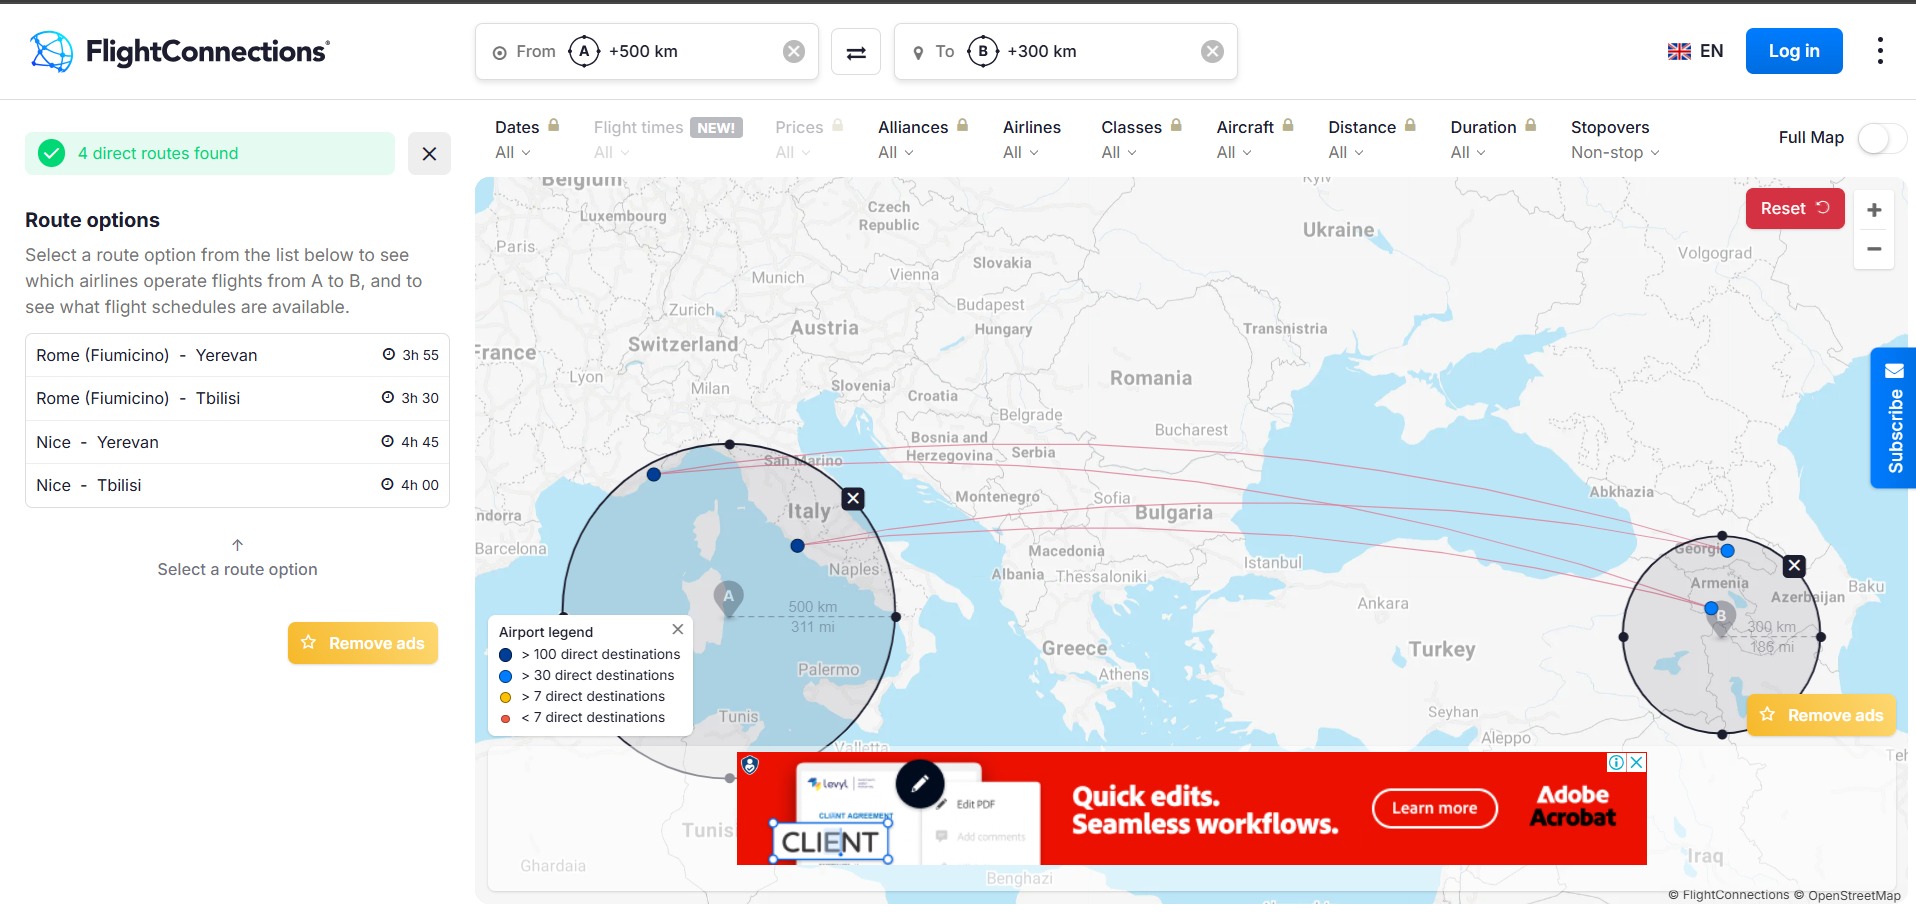 FlightConnections®
From A +500 km
To B +300 km
EN
Log in
4 direct routes found
Dates
All
Flight times NEW!
All
Prices
All
Alliances
All
Airlines
All
Classes
All
Aircraft
All
Distance
All
Duration
All
Stopovers
Non-stop
Full Map
Route options
Select a route option from the list below to see
which airlines operate flights from A to B, and to
see what flight schedules are available.
Rome (Fiumicino) - Yerevan 3h 55
Rome (Fiumicino) - Tbilisi 3h 30
Nice - Yerevan 4h 45
Nice - Tbilisi 4h 00
Select a route option
Remove ads
Belgium
Kyiv
Luxembourg
Czech
Republic
Paris
Ukraine
Reset
Volgograd
Slovakia
Munich
Vienna
Zurich
Budapest
Hungary
Austria
Transnistria
Switzerland
France
Lyon
Milan
Slovenia
Romania
Croatia
Belgrade
Bosnia and
Herzegovina
Serbia
Bucharest
San Marino
Subscribe
Abkhazia
Montenegro
Sofia
Bulgaria
Italy
ndorra
Barcelona
Macedonia
Georgi
Naples
Albania
Thessaloniki
Istanbul
Armenia
Azerbaijan
Baku
A
500 km
311 mi
Ankara
B
300 km
186 mi
Airport legend
> 100 direct destinations
> 30 direct destinations
> 7 direct destinations
< 7 direct destinations
Greece
Turkey
Palermo
Athens
Tunis
Seyhan
Remove ads
Valletta
Aleppo
Teh
levyl
CLIENT AGREEMENT
CLIENT
Edit PDF
Add comments
Quick edits.
Seamless workflows.
Learn more
Adobe
Acrobat
Tunis
Ghardaia
Benghazi
Iraq
© FlightConnections © OpenStreetMap